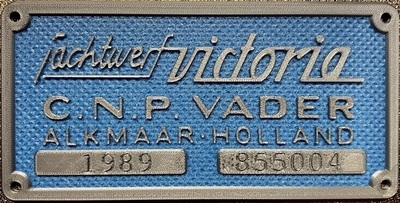 jachtwerf victoria
C.N.P. VADER
ALKMAAR·HOLLAND
1989 855004